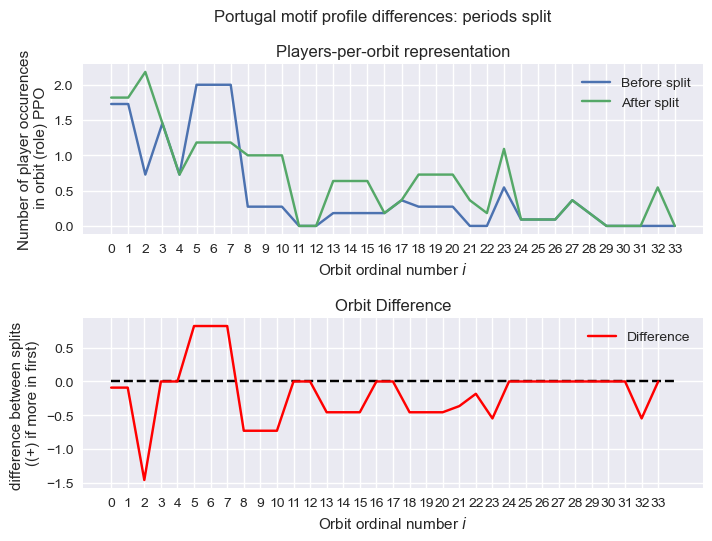 Portugal motif profile differences: periods split
Players-per-orbit representation
Number of player occurences
in orbit (role) PPO
2.0
1.5
1.0
0.5
0.0
Before split
After split
0 1 2 3 4 5 6 7 8 9 10 11 12 13 14 15 16 17 18 19 20 21 22 23 24 25 26 27 28 29 30 31 32 33
Orbit ordinal number i
Orbit Difference
difference between splits
((+) if more in first)
0.5
0.0
−0.5
−1.0
−1.5
Difference
0 1 2 3 4 5 6 7 8 9 10 11 12 13 14 15 16 17 18 19 20 21 22 23 24 25 26 27 28 29 30 31 32 33
Orbit ordinal number i